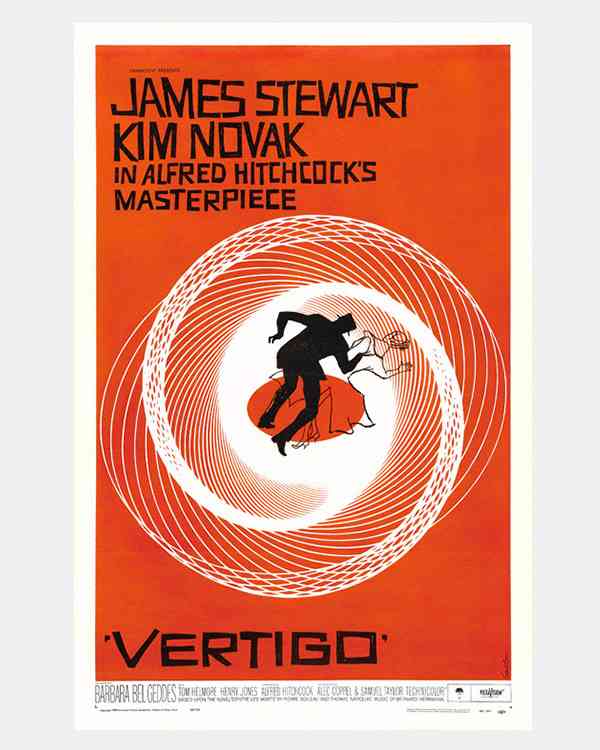 PARAMOUNT PRESENTS
JAMES STEWART
KIM NOVAK
IN ALFRED HITCHCOCK'S
MASTERPIECE
'VERTIGO'
BARBARA BEL GEDDES TOM HELMORE HENRY JONES ALFRED HITCHCOCK ALEC COPPEL & SAMUEL TAYLOR TECHNICOLOR
VISTAVISION